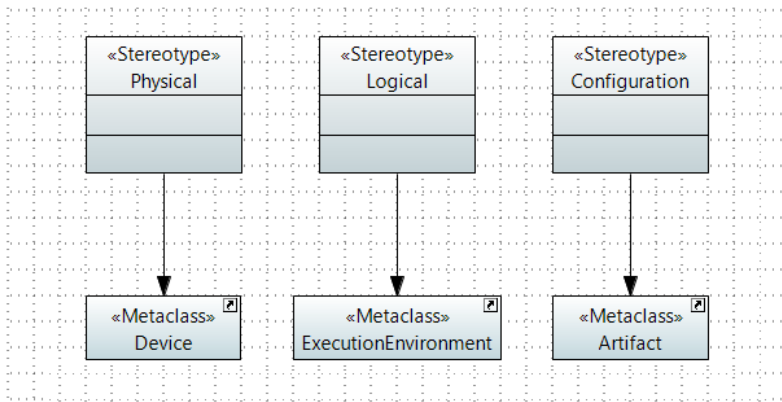 «Stereotype»
Physical
«Stereotype»
Logical
«Stereotype»
Configuration
«Metaclass»
Device
«Metaclass»
ExecutionEnvironment
«Metaclass»
Artifact